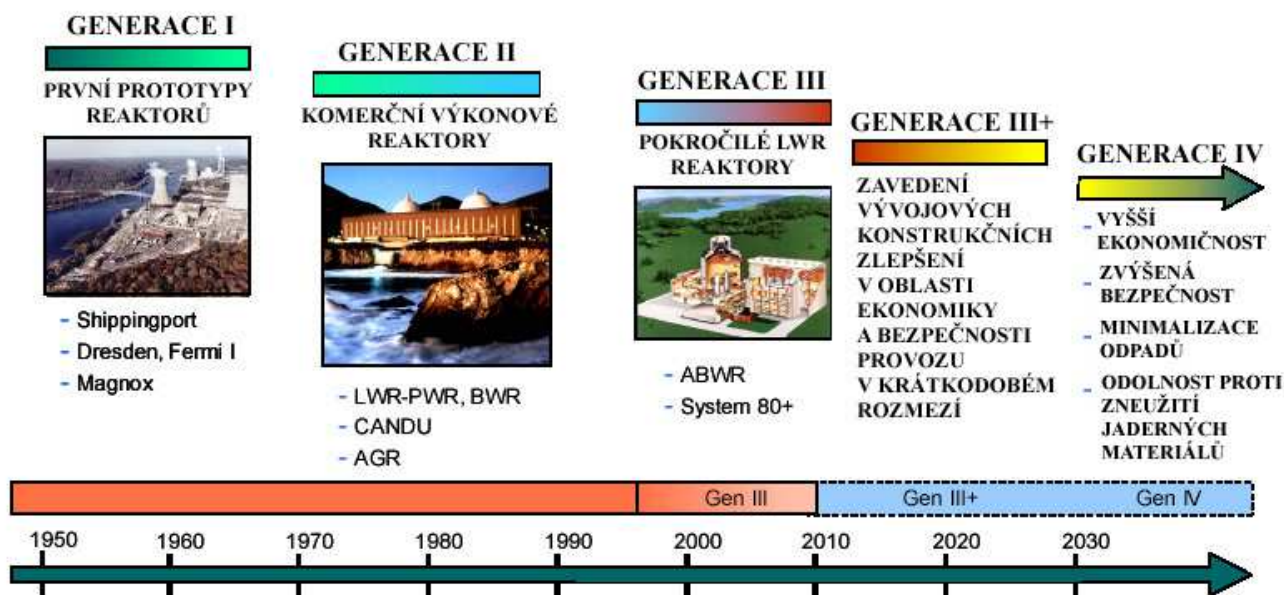 GENERACE I
PRVNÍ PROTOTYPY
REAKTORŮ
- Shippingport
- Dresden, Fermi I
- Magnox
GENERACE II
KOMERČNÍ VÝKONOVÉ
REAKTORY
- LWR-PWR, BWR
- CANDU
- AGR
GENERACE III
POKROČILÉ LWR
REAKTORY
- ABWR
- System 80+
GENERACE III+
ZAVEDENÍ
VÝVOJOVÝCH
KONSTRUKČNÍCH
ZLEPŠENÍ
V OBLASTI
EKONOMIKY
A BEZPEČNOSTI
PROVOZU
V KRÁTKODOBÉM
ROZMEZÍ
GENERACE IV
- VYŠŠÍ
EKONOMIČNOST
- ZVÝŠENÁ
BEZPEČNOST
- MINIMALIZACE
ODPADŮ
- ODOLNOST PROTI
ZNEUŽITÍ
JADERNÝCH
MATERIÁLŮ
Gen III Gen III+ Gen IV
1950 1960 1970 1980 1990 2000 2010 2020 2030